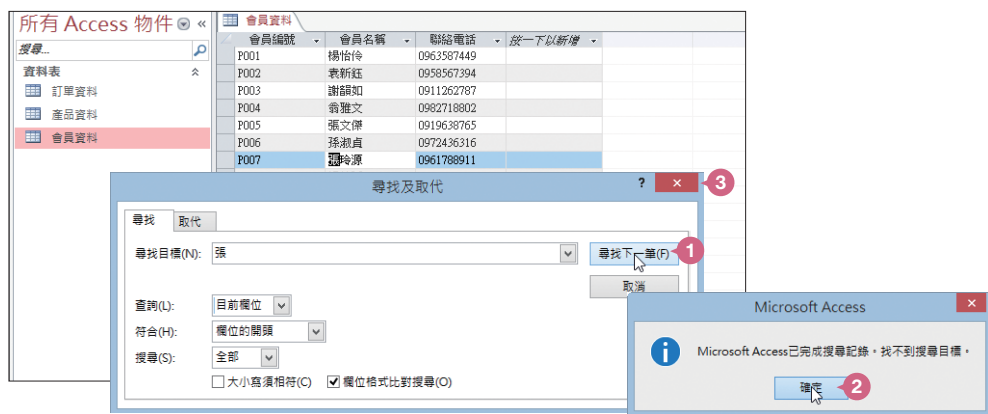 所有 Access 物件 «
搜尋...
資料表
訂單資料
產品資料
會員資料
會員資料
會員編號 會員名稱 聯絡電話 按一下以新增
P001 楊怡伶 0963587449
P002 袁新鈺 0958567394
P003 謝韻如 0911262787
P004 翁雅文 0982718802
P005 張文傑 0919638765
P006 孫淑貞 0972436316
P007 張玲源 0961788911
尋找及取代 ? × 3
尋找 取代
尋找目標(N): 張 尋找下一筆(F) 1
取消
查詢(L): 目前欄位
符合(H): 欄位的開頭
搜尋(S): 全部
大小寫須相符(C) 欄位格式比對搜尋(O)
Microsoft Access ×
Microsoft Access已完成搜尋記錄。找不到搜尋目標。
確定 2